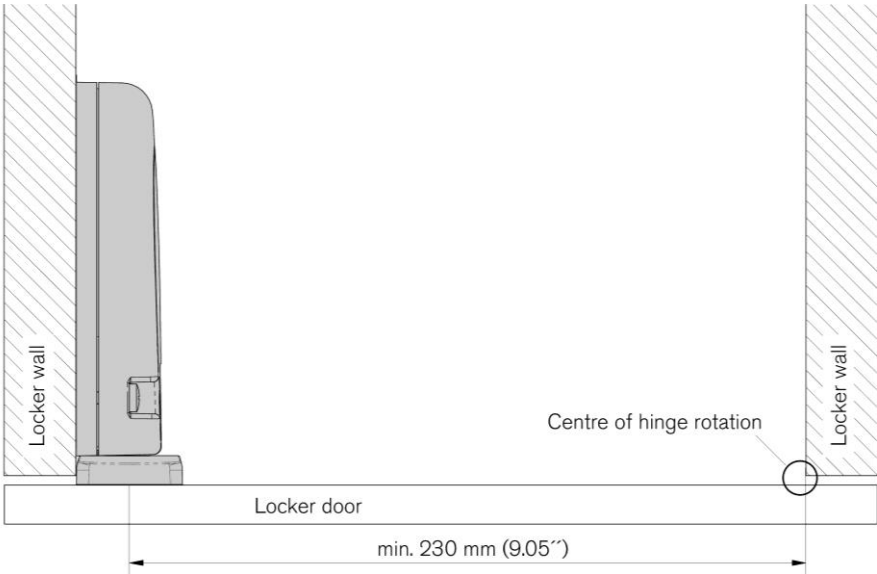 Locker wall
Locker wall
Centre of hinge rotation
Locker door
min. 230 mm (9.05´´)